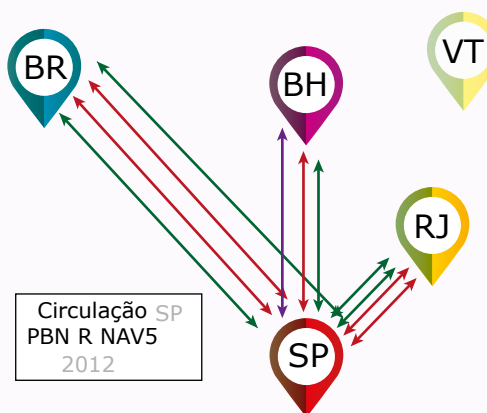 BR
BH
VT
RJ
Circulação SP
PBN R NAV5
2012
SP